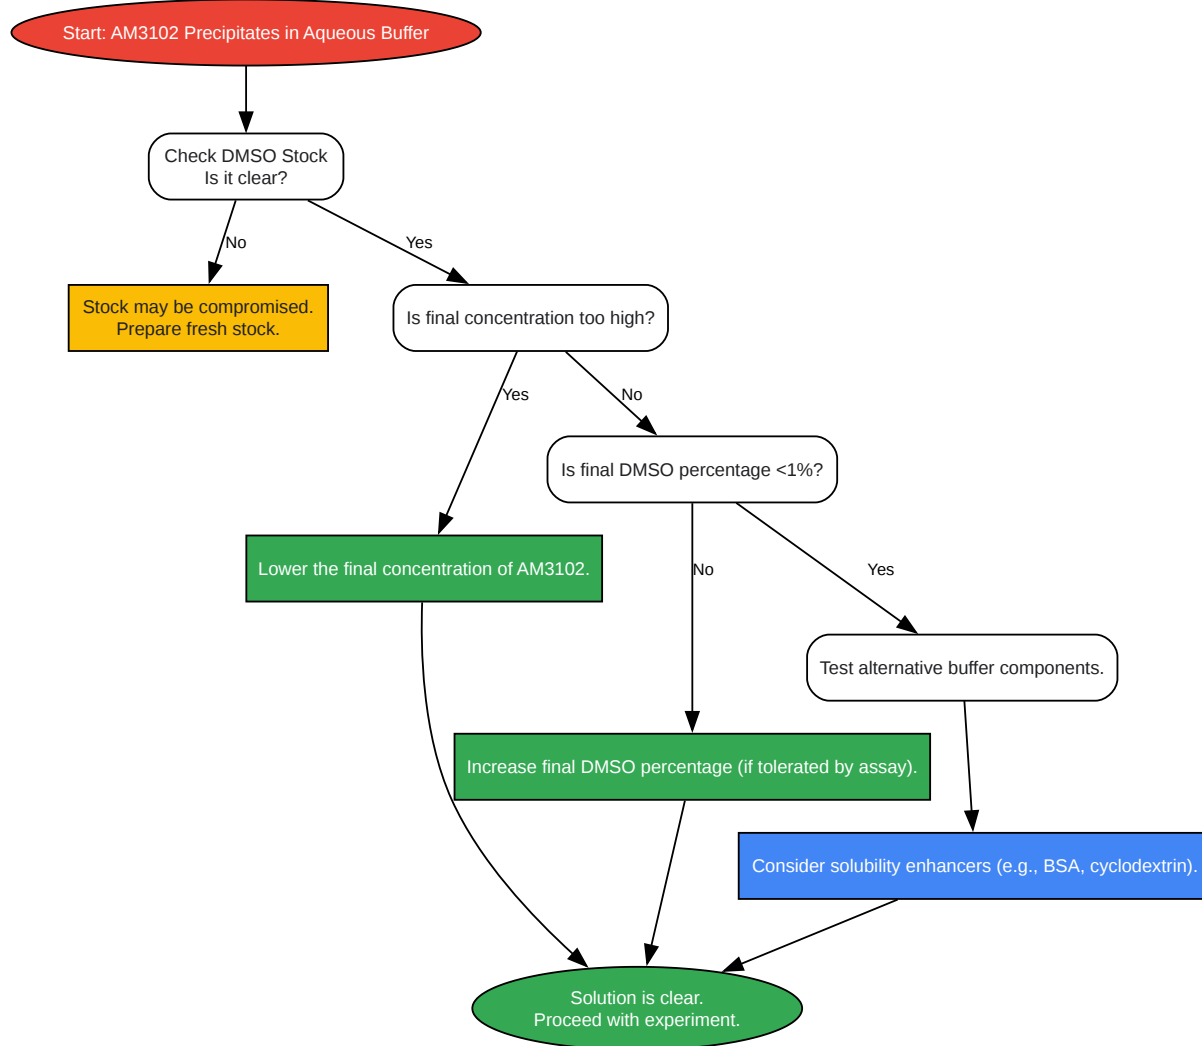 Start: AM3102 Precipitates in Aqueous Buffer
Check DMSO Stock
Is it clear?
No
Yes
Stock may be compromised.
Prepare fresh stock.
Is final concentration too high?
Yes
No
Is final DMSO percentage <1%?
Lower the final concentration of AM3102.
No
Yes
Test alternative buffer components.
Increase final DMSO percentage (if tolerated by assay).
Consider solubility enhancers (e.g., BSA, cyclodextrin).
Solution is clear.
Proceed with experiment.